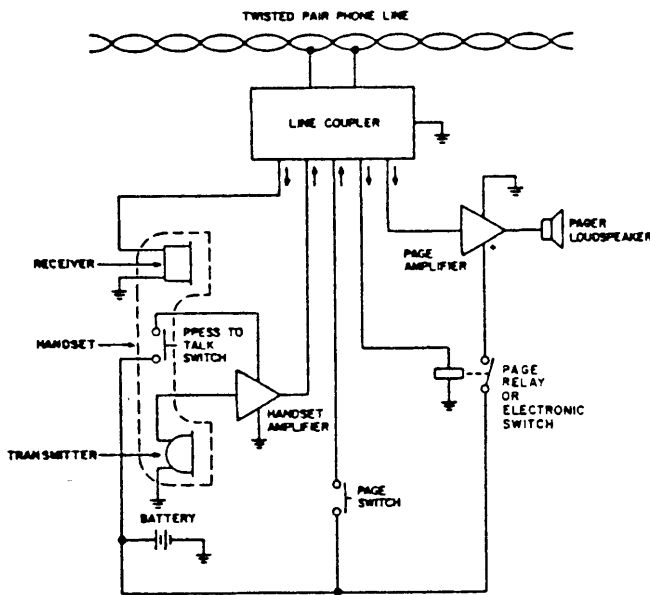 TWISTED PAIR PHONE LINE
LINE COUPLER
PAGER
LOUDSPEAKER
PAGE
AMPLIFIER
+
RECEIVER
HANDSET
PPESS TO
TALK
SWITCH
PAGE
RELAY
OR
ELECTRONIC
SWITCH
HANDSET
AMPLIFIER
TRANSMITTER
PAGE
SWITCH
BATTERY